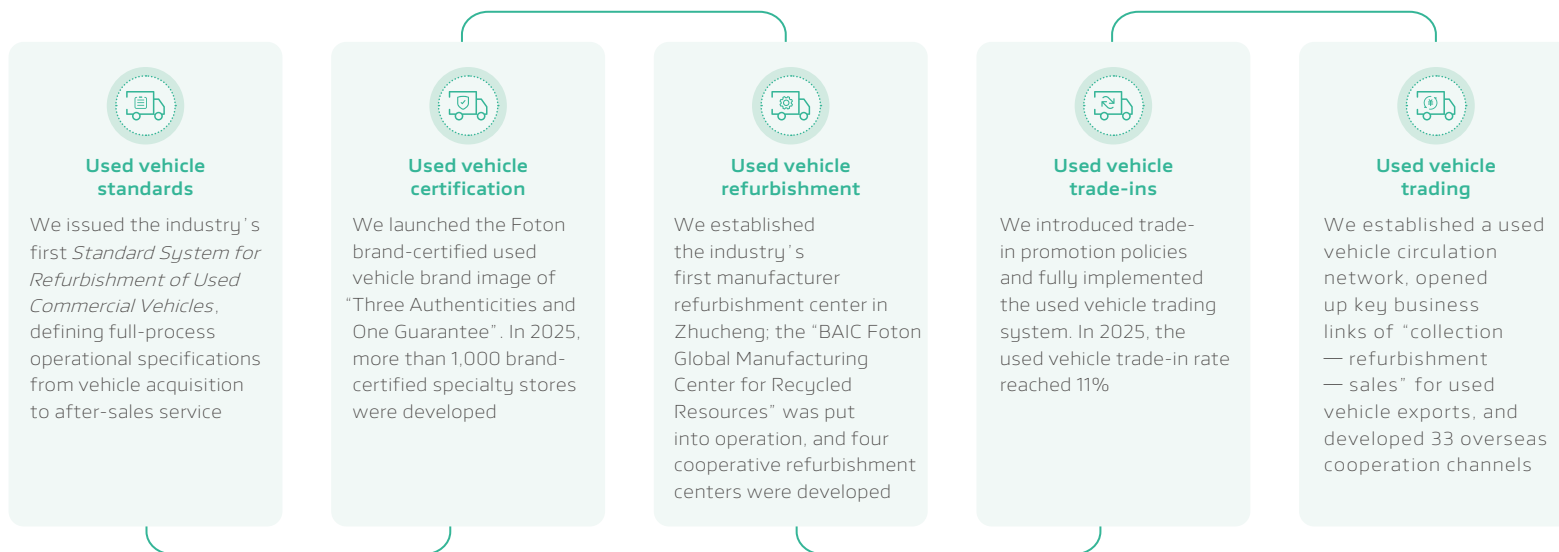 Used vehicle
standards
We issued the industry's
first Standard System for
Refurbishment of Used
Commercial Vehicles,
defining full-process
operational specifications
from vehicle acquisition
to after-sales service
Used vehicle
certification
We launched the Foton
brand-certified used
vehicle brand image of
“Three Authenticities and
One Guarantee”. In 2025,
more than 1,000 brand-
certified specialty stores
were developed
Used vehicle
refurbishment
We established
the industry's
first manufacturer
refurbishment center in
Zhucheng; the “BAIC Foton
Global Manufacturing
Center for Recycled
Resources” was put
into operation, and four
cooperative refurbishment
centers were developed
Used vehicle
trade-ins
We introduced trade-
in promotion policies
and fully implemented
the used vehicle trading
system. In 2025, the
used vehicle trade-in rate
reached 11%
Used vehicle
trading
We established a used
vehicle circulation
network, opened
up key business
links of “collection
— refurbishment
— sales” for used
vehicle exports, and
developed 33 overseas
cooperation channels